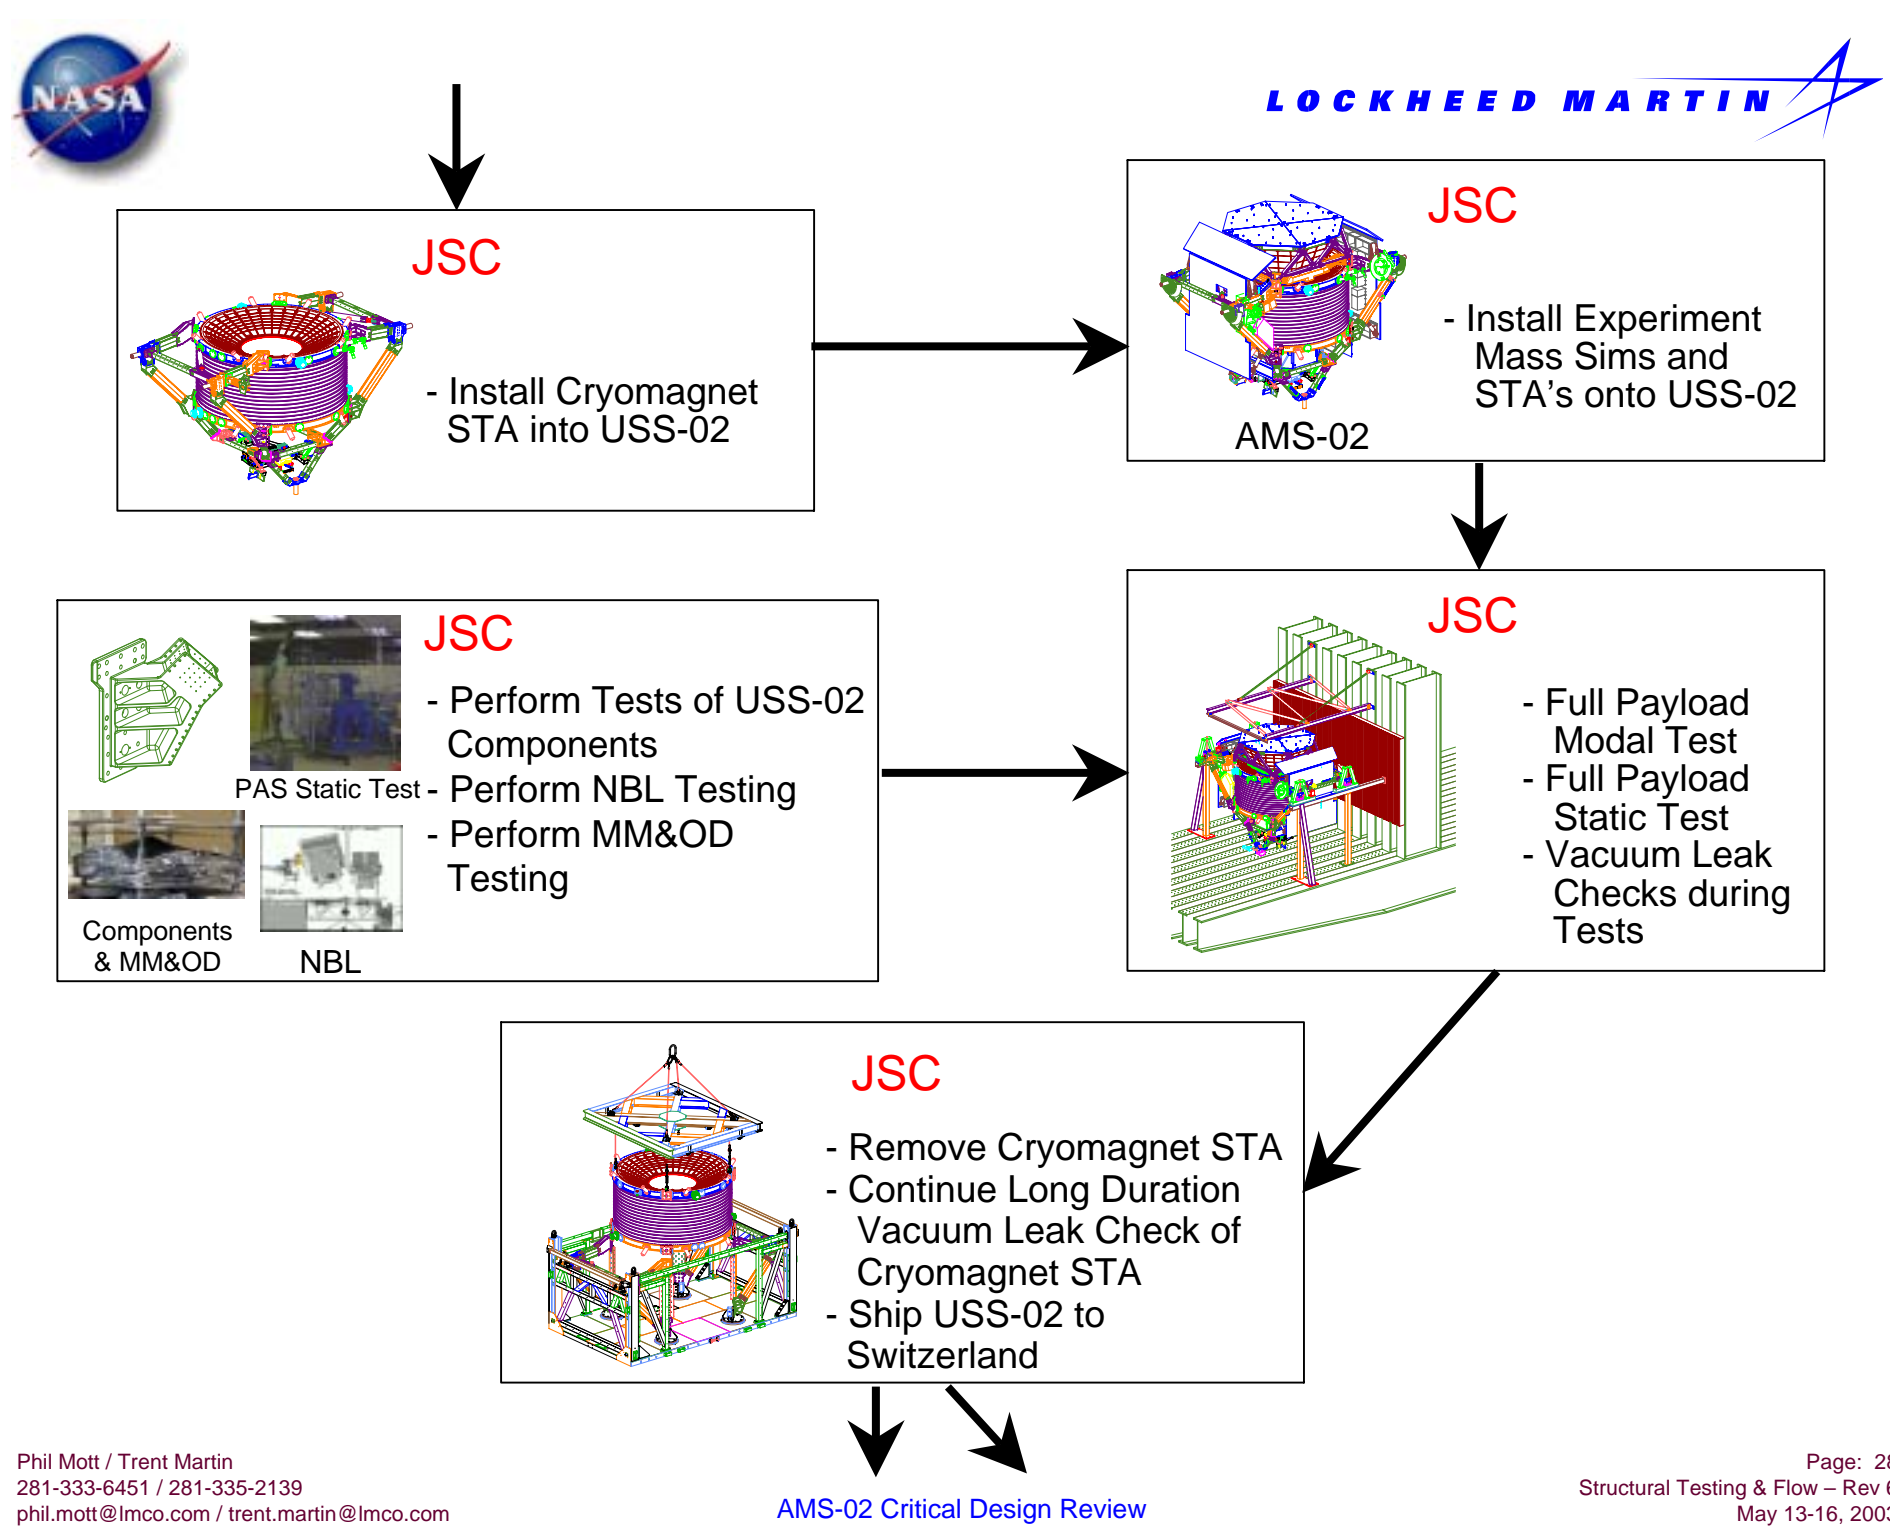 NASA
LOCKHEED MARTIN
JSC
- Install Cryomagnet
STA into USS-02
JSC
- Install Experiment
Mass Sims and
STA's onto USS-02
AMS-02
JSC
- Perform Tests of USS-02
Components
- Perform NBL Testing
- Perform MM&OD
Testing
PAS Static Test
Components
& MM&OD
NBL
JSC
- Full Payload
Modal Test
- Full Payload
Static Test
- Vacuum Leak
Checks during
Tests
JSC
- Remove Cryomagnet STA
- Continue Long Duration
Vacuum Leak Check of
Cryomagnet STA
- Ship USS-02 to
Switzerland
Phil Mott / Trent Martin
281-333-6451 / 281-335-2139
phil.mott@lmco.com / trent.martin@lmco.com
AMS-02 Critical Design Review
Page: 28
Structural Testing & Flow – Rev 6
May 13-16, 2003